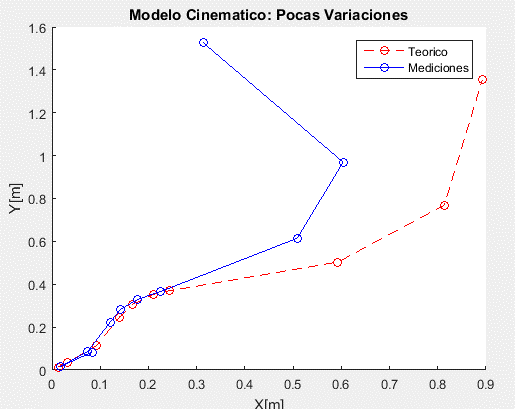 Modelo Cinematico: Pocas Variaciones
Teorico
Mediciones
Y[m]
1.6
1.4
1.2
1
0.8
0.6
0.4
0.2
0
0 0.1 0.2 0.3 0.4 0.5 0.6 0.7 0.8 0.9
X[m]